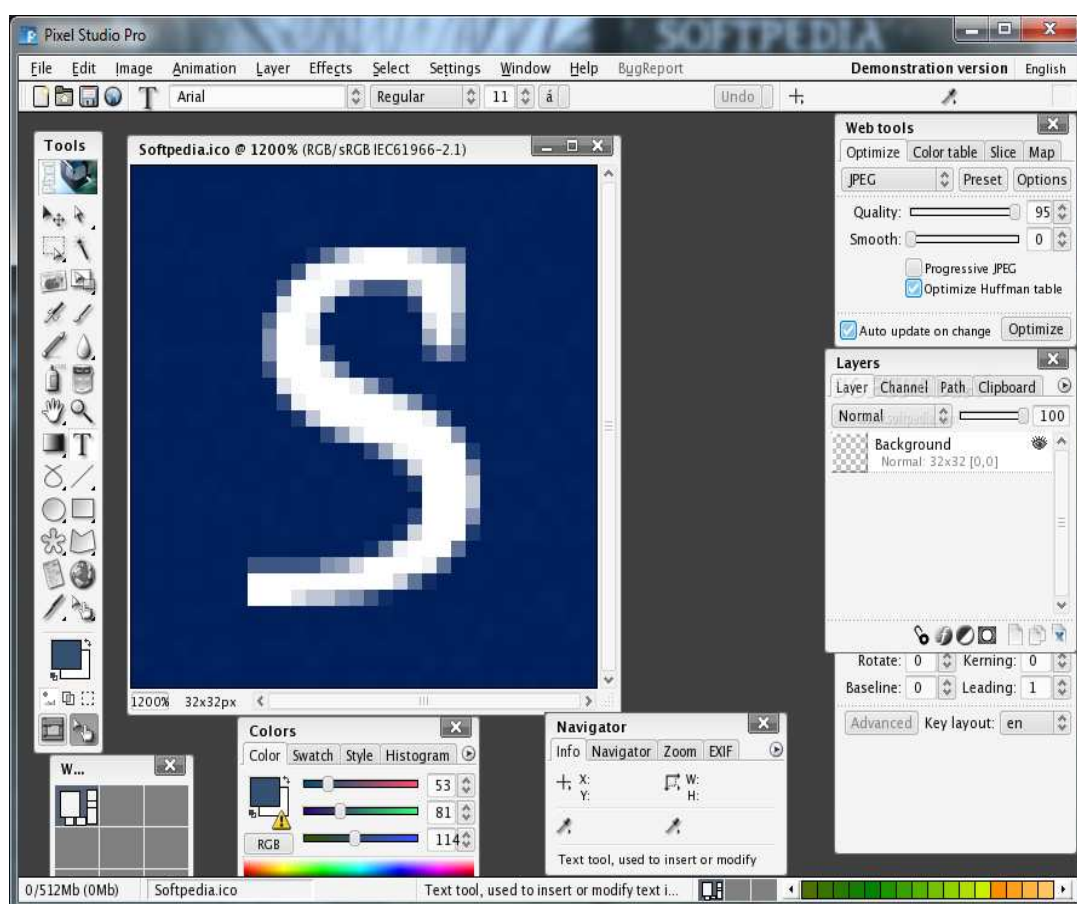 SOFTPEDIA
Pixel Studio Pro
File Edit Image Animation Layer Effects Select Settings Window Help BugReport Demonstration version English
T Arial Regular 11 á Undo
Tools
Softpedia.ico @ 1200% (RGB/sRGB IEC61966-2.1)
S
1200% 32x32px
Web tools
Optimize Color table Slice Map
JPEG Preset Options
Quality: 95
Smooth: 0
Progressive JPEG
Optimize Huffman table
Auto update on change Optimize
Layers
Layer Channel Path Clipboard
Normal 100
Background
Normal: 32x32 [0,0]
Rotate: 0 Kerning: 0
Baseline: 0 Leading: 1
Advanced Key layout: en
W...
Colors
Color Swatch Style Histogram
53
81
RGB 114
Navigator
Info Navigator Zoom EXIF
X: W:
Y: H:
Text tool, used to insert or modify
0/512Mb (0Mb) Softpedia.ico Text tool, used to insert or modify text i...